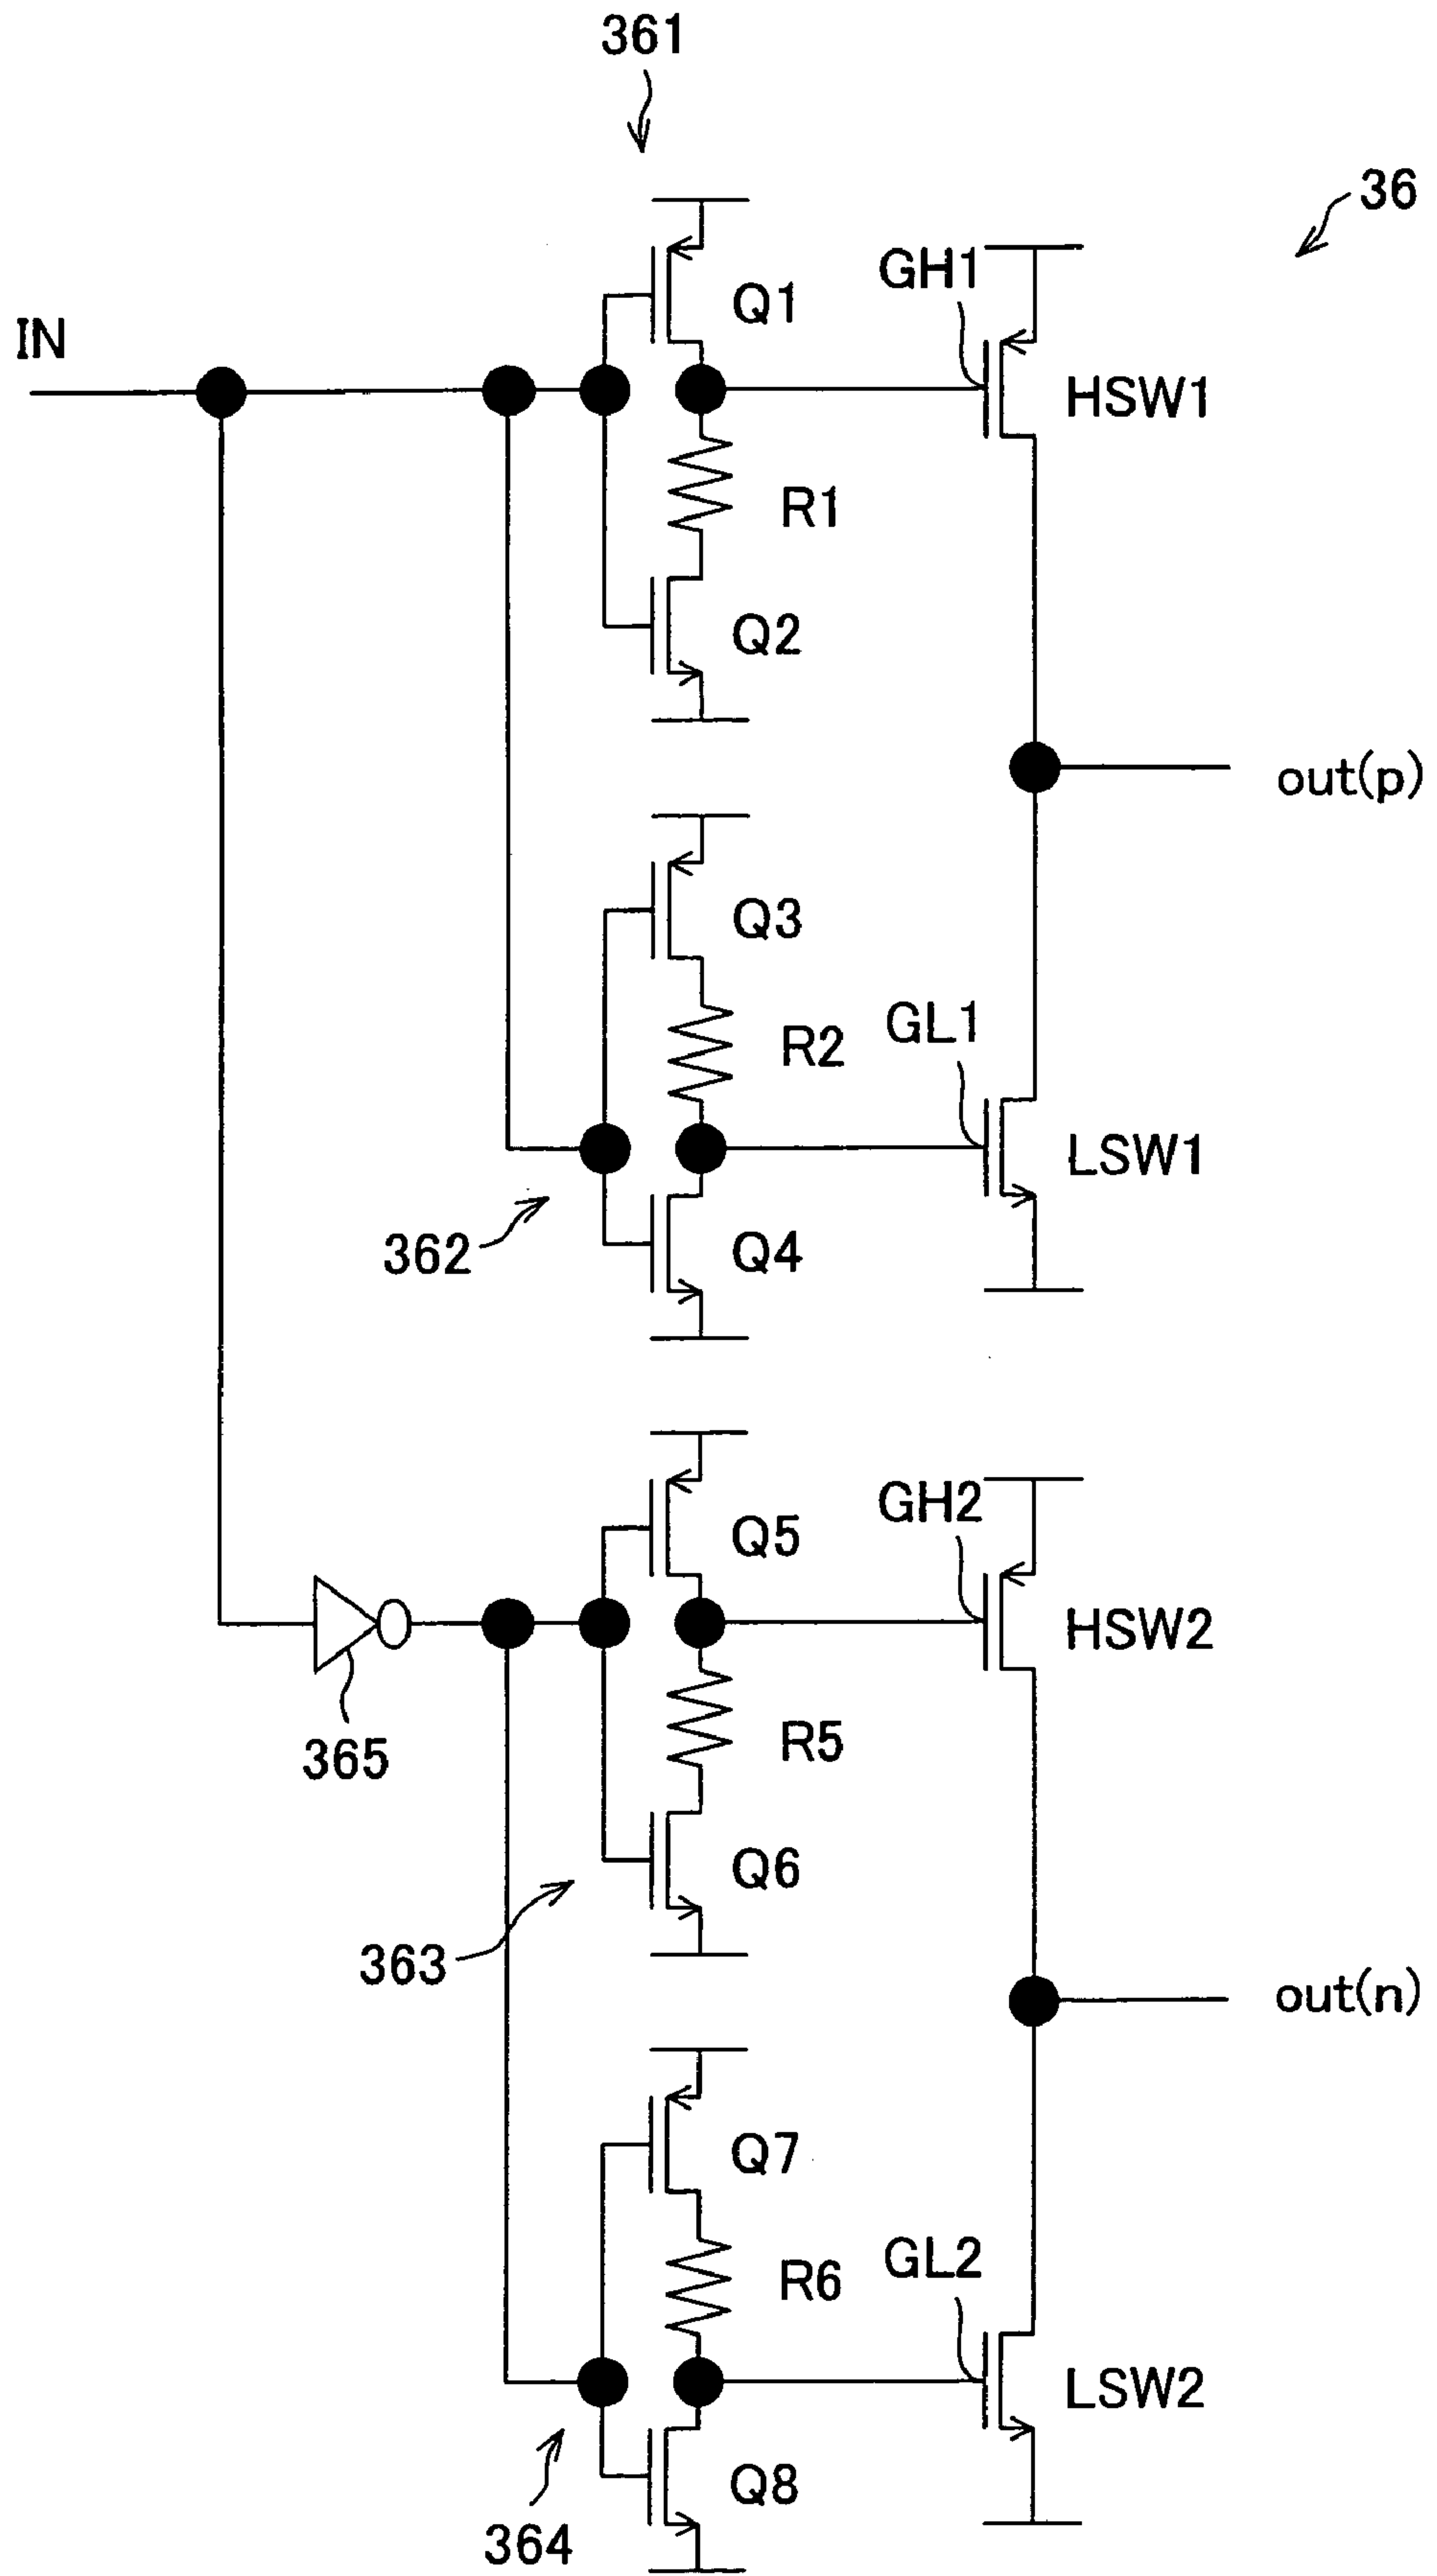 361
36
GH1
Q1
IN
HSW1
R1
Q2
out(p)
Q3
GL1
R2
LSW1
362
Q4
GH2
Q5
HSW2
R5
365
Q6
363
out(n)
Q7
GL2
R6
LSW2
Q8
364